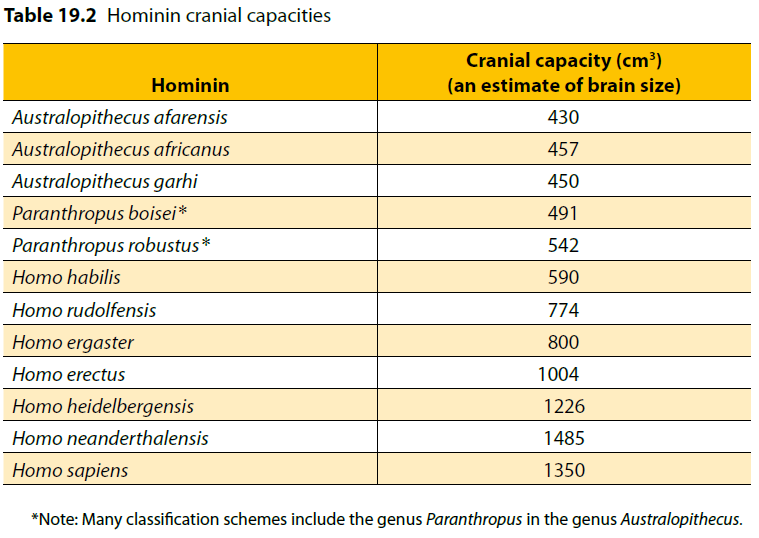 Table 19.2 Hominin cranial capacities
Hominin
Cranial capacity (cm³)
(an estimate of brain size)
Australopithecus afarensis 430
Australopithecus africanus 457
Australopithecus garhi 450
Paranthropus boisei* 491
Paranthropus robustus* 542
Homo habilis 590
Homo rudolfensis 774
Homo ergaster 800
Homo erectus 1004
Homo heidelbergensis 1226
Homo neanderthalensis 1485
Homo sapiens 1350
*Note: Many classification schemes include the genus Paranthropus in the genus Australopithecus.